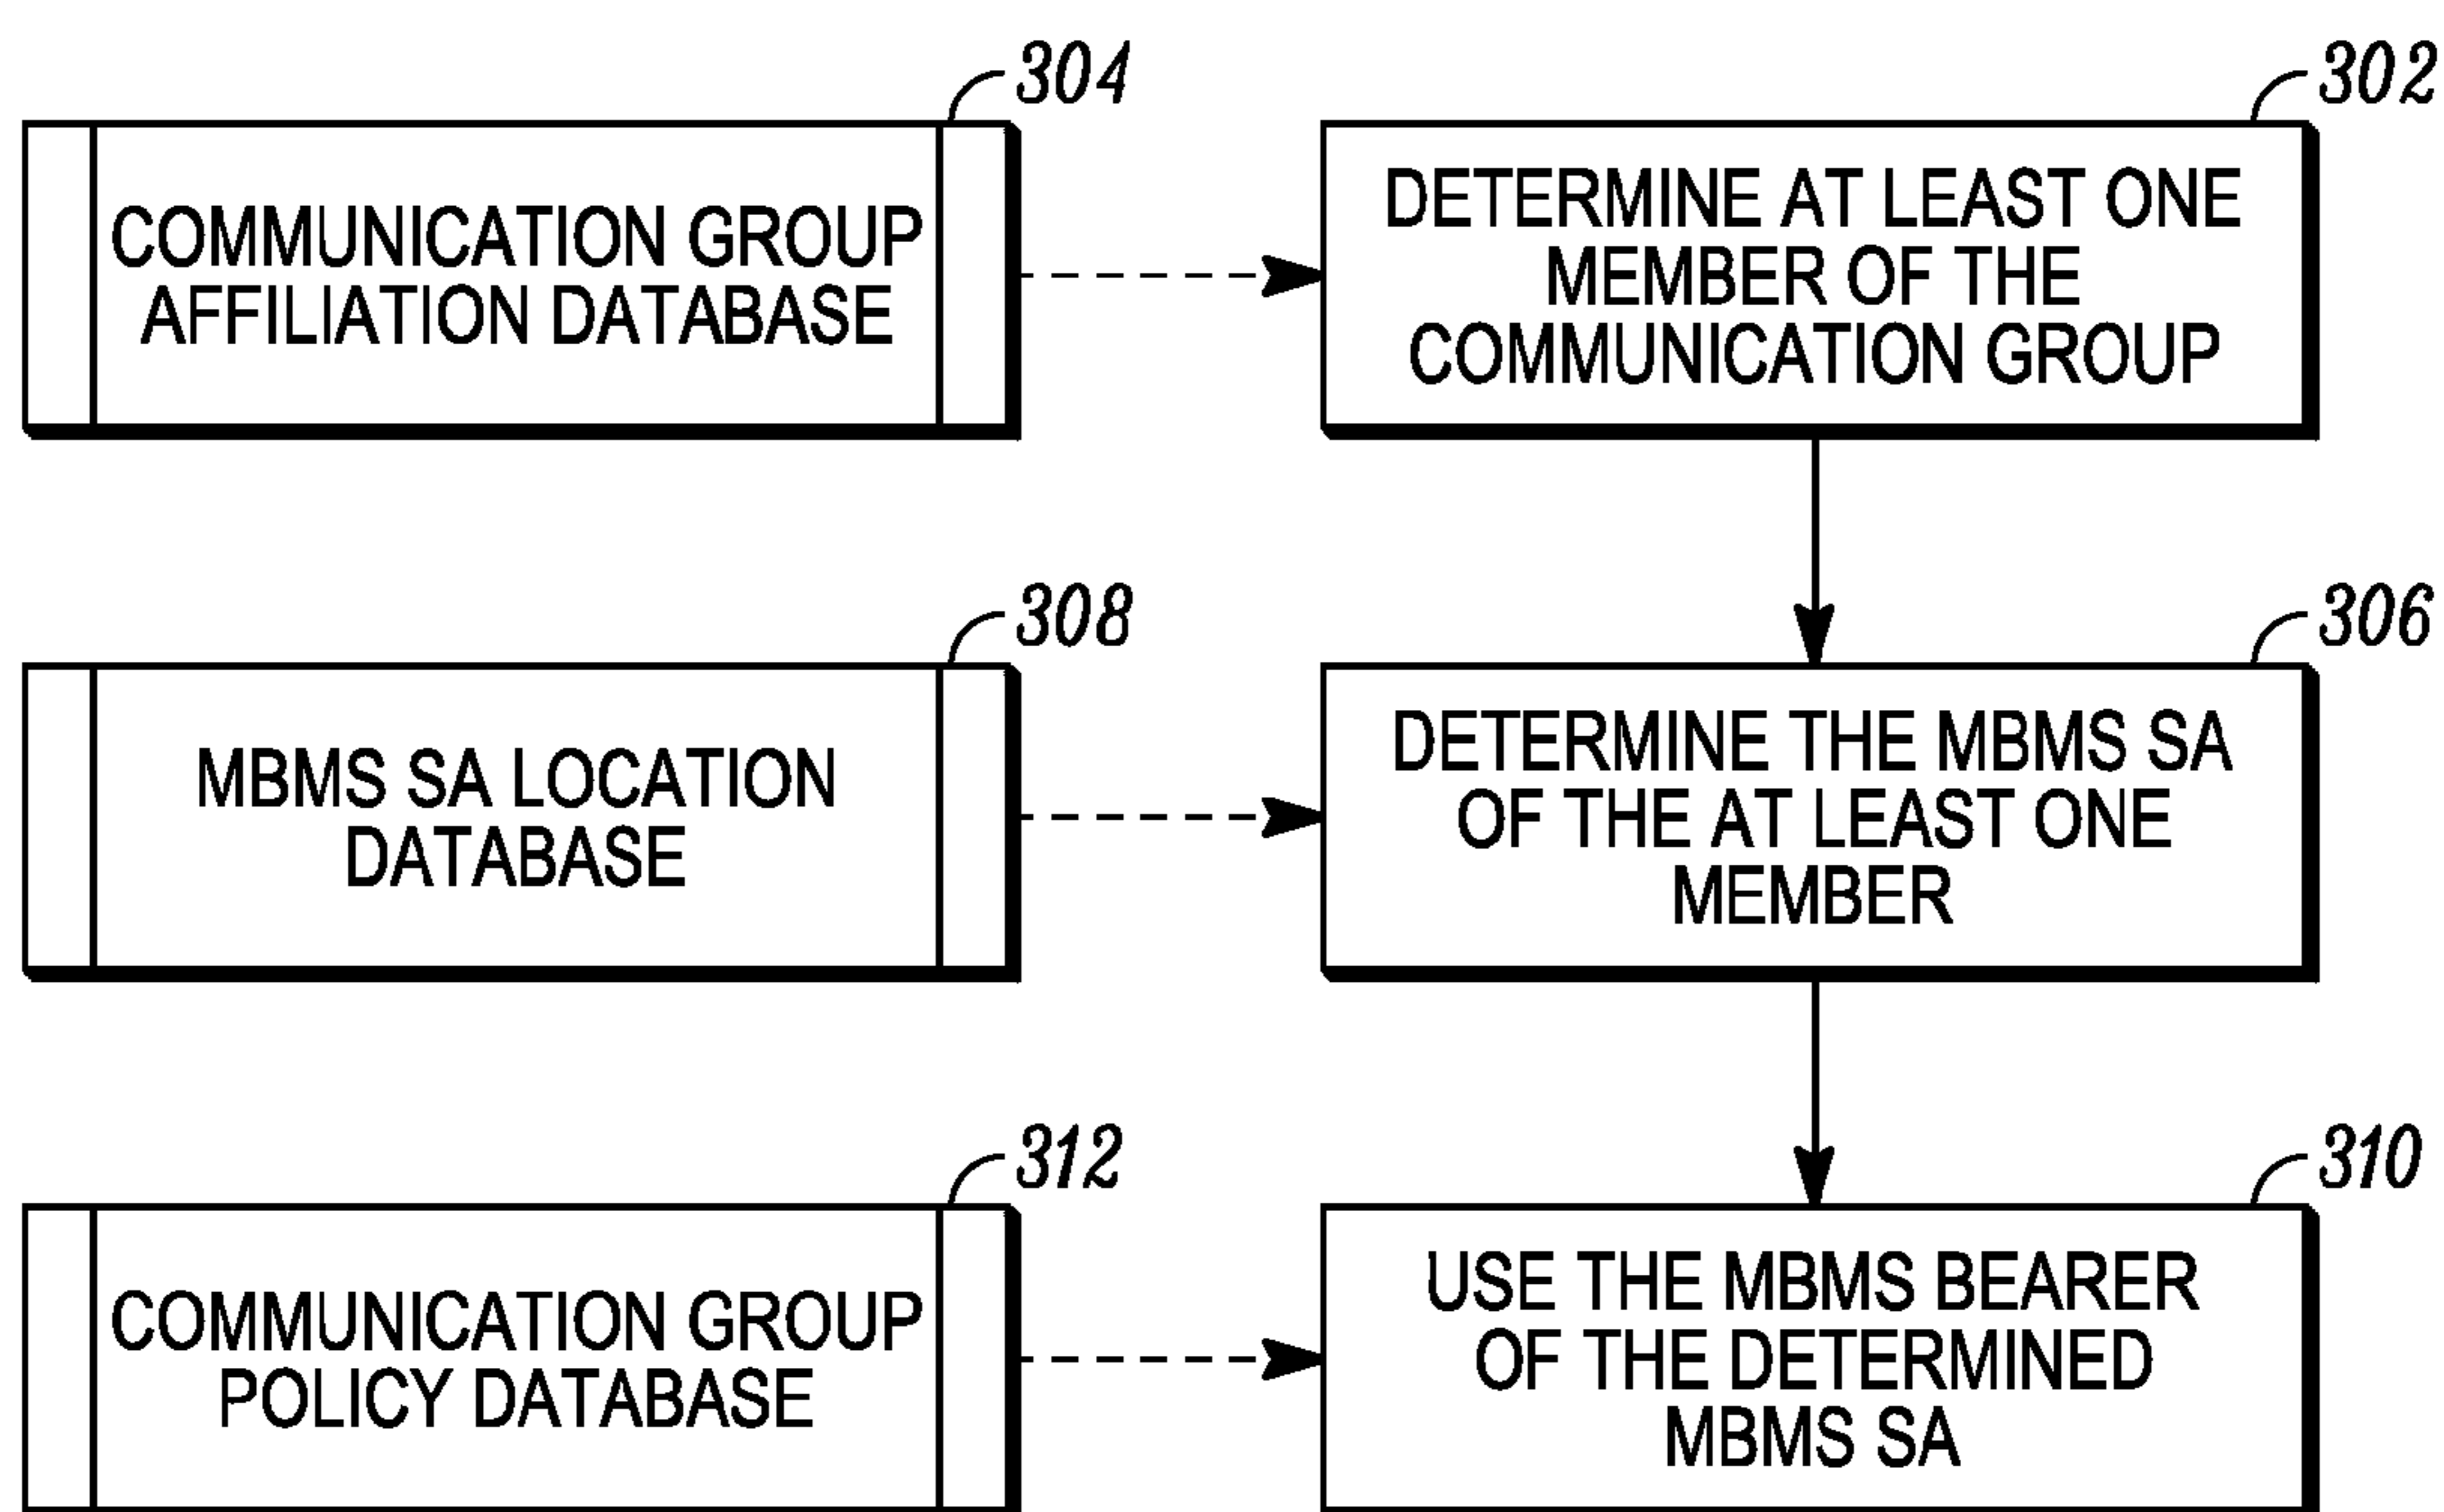 304
COMMUNICATION GROUP
AFFILIATION DATABASE
302
DETERMINE AT LEAST ONE
MEMBER OF THE
COMMUNICATION GROUP
308
MBMS SA LOCATION
DATABASE
306
DETERMINE THE MBMS SA
OF THE AT LEAST ONE
MEMBER
312
COMMUNICATION GROUP
POLICY DATABASE
310
USE THE MBMS BEARER
OF THE DETERMINED
MBMS SA